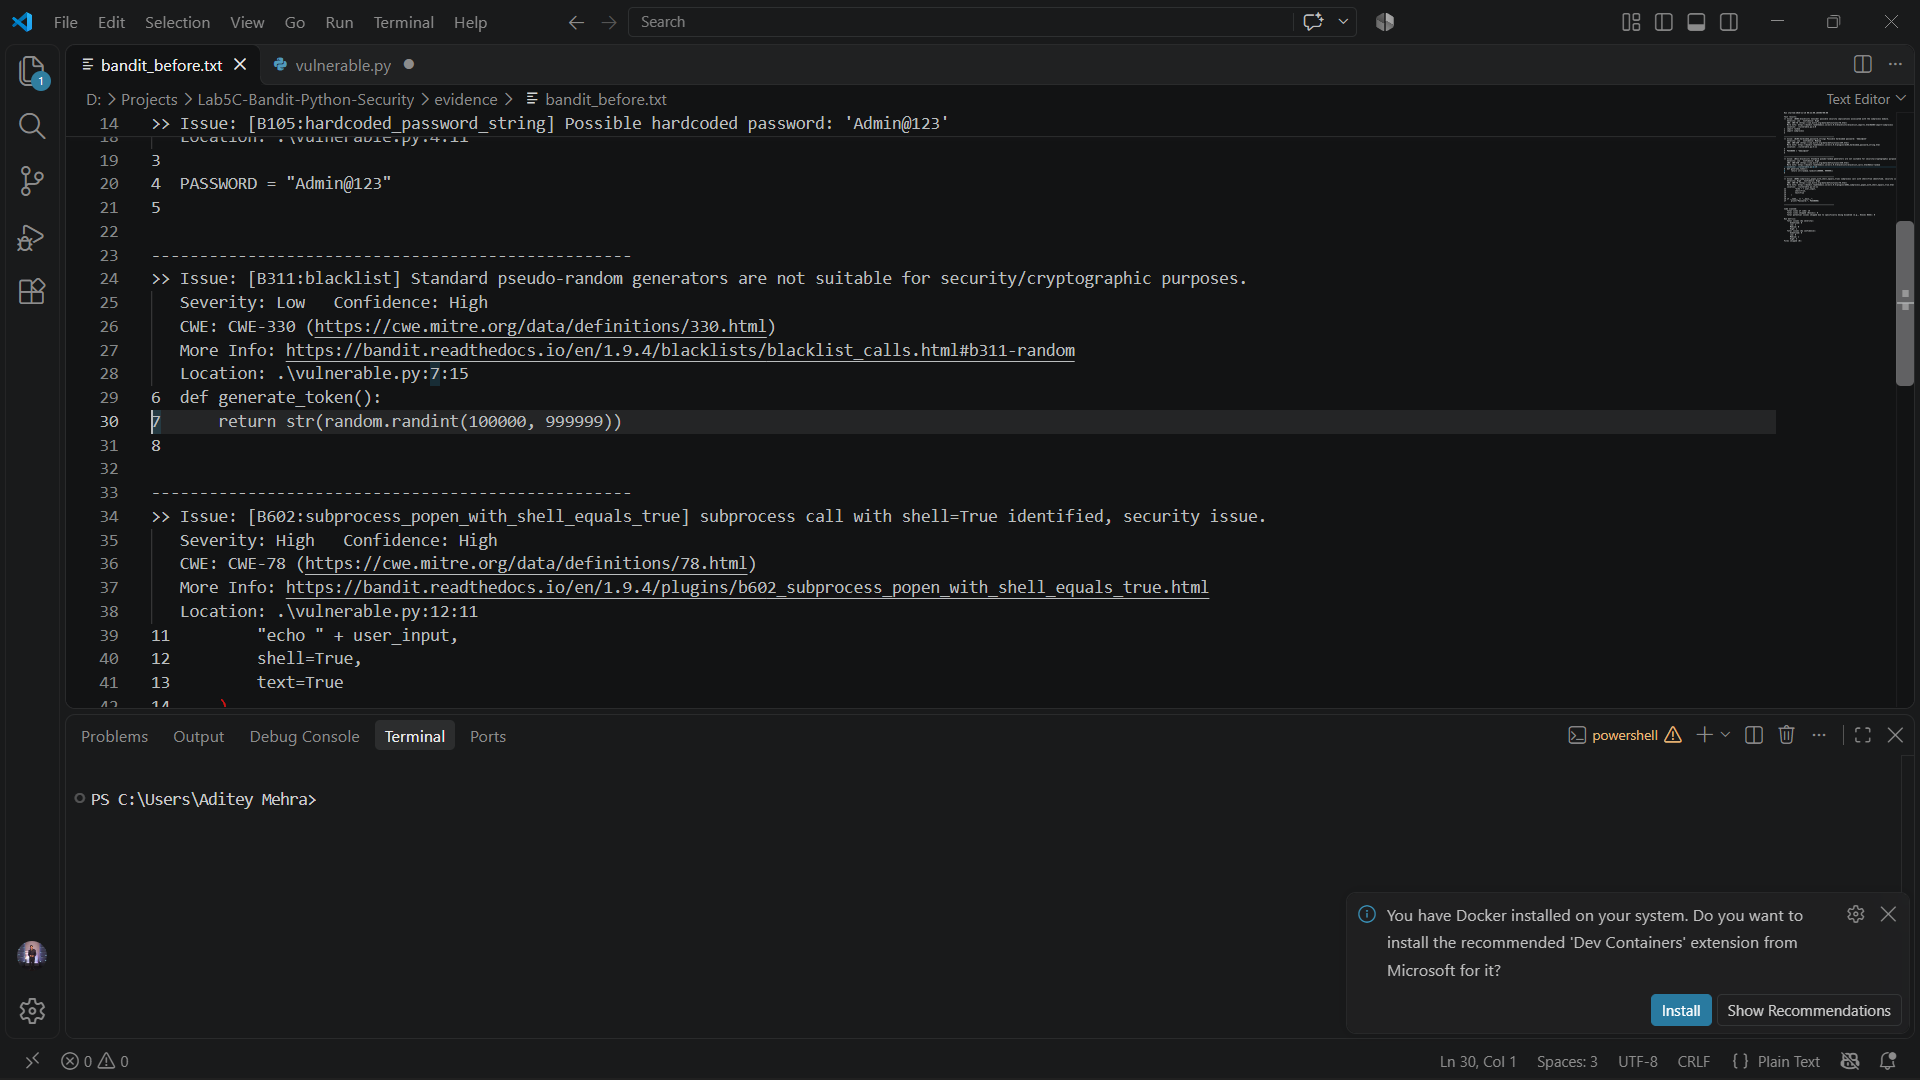 File Edit Selection View Go Run Terminal Help
Search
1
bandit_before.txt
vulnerable.py
D: > Projects > Lab5C-Bandit-Python-Security > evidence > bandit_before.txt
Text Editor
14 >> Issue: [B105:hardcoded_password_string] Possible hardcoded password: 'Admin@123'
18 Location: .\vulnerable.py:4:11
19 3
20 4 PASSWORD = "Admin@123"
21 5
22
23 --------------------------------------------------
24 >> Issue: [B311:blacklist] Standard pseudo-random generators are not suitable for security/cryptographic purposes.
25 Severity: Low   Confidence: High
26 CWE: CWE-330 (https://cwe.mitre.org/data/definitions/330.html)
27 More Info: https://bandit.readthedocs.io/en/1.9.4/blacklists/blacklist_calls.html#b311-random
28 Location: .\vulnerable.py:7:15
29 6 def generate_token():
30 7     return str(random.randint(100000, 999999))
31 8
32
33 --------------------------------------------------
34 >> Issue: [B602:subprocess_popen_with_shell_equals_true] subprocess call with shell=True identified, security issue.
35 Severity: High   Confidence: High
36 CWE: CWE-78 (https://cwe.mitre.org/data/definitions/78.html)
37 More Info: https://bandit.readthedocs.io/en/1.9.4/plugins/b602_subprocess_popen_with_shell_equals_true.html
38 Location: .\vulnerable.py:12:11
39 11         "echo " + user_input,
40 12         shell=True,
41 13         text=True
42 14     )
Problems Output Debug Console Terminal Ports
powershell
PS C:\Users\Aditey Mehra>
You have Docker installed on your system. Do you want to
install the recommended 'Dev Containers' extension from
Microsoft for it?
Install
Show Recommendations
0 0
Ln 30, Col 1 Spaces: 3 UTF-8 CRLF { } Plain Text